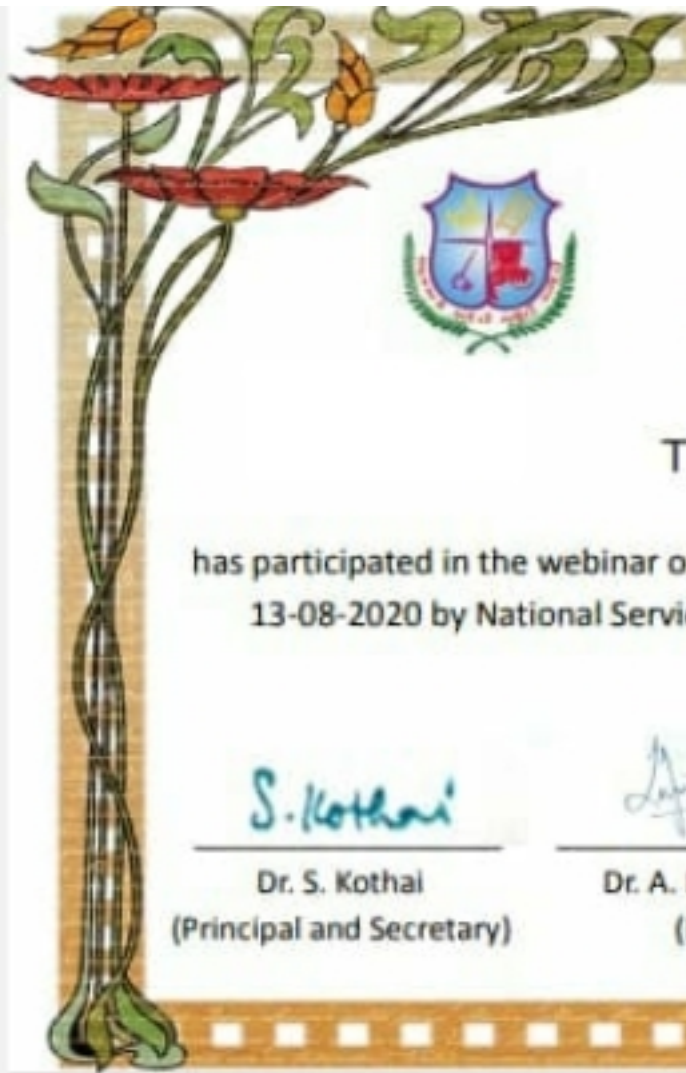 T
has participated in the webinar o
13-08-2020 by National Servi
S. Kothai
Dr. S. Kothai
Dr. A.
(Principal and Secretary)
(